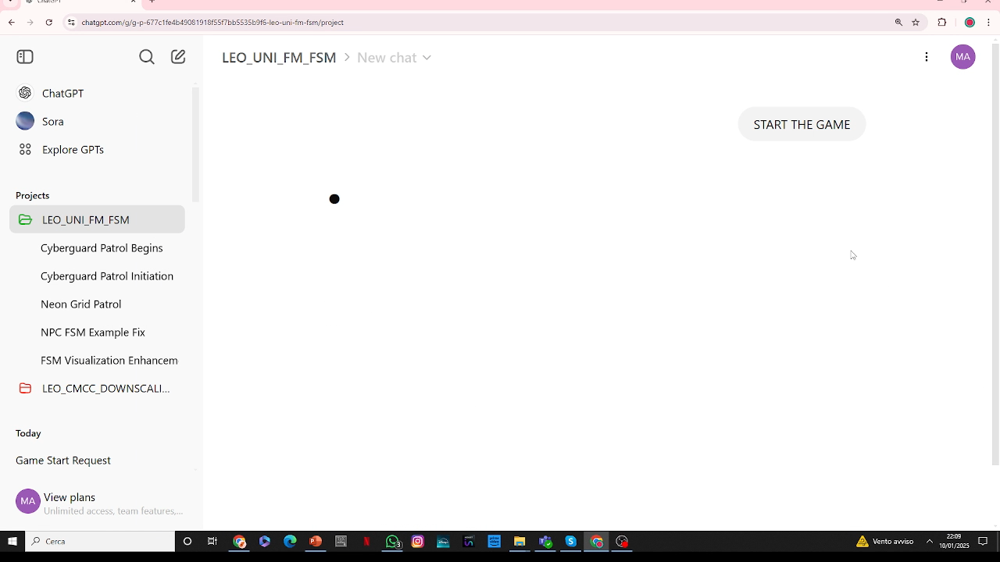 ChatGPT
chatgpt.com/g/g-p-677c1fe4b49081918f55f7bb5535b9f6-leo-uni-fm-fsm/project
LEO_UNI_FM_FSM > New chat
MA
ChatGPT
Sora
Explore GPTs
START THE GAME
Projects
LEO_UNI_FM_FSM
Cyberguard Patrol Begins
Cyberguard Patrol Initiation
Neon Grid Patrol
NPC FSM Example Fix
FSM Visualization Enhancem
LEO_CMCC_DOWNSCALI...
Today
Game Start Request
MA
View plans
Unlimited access, team features,...
Cerca
3
Vento avviso
22:09
10/01/2025